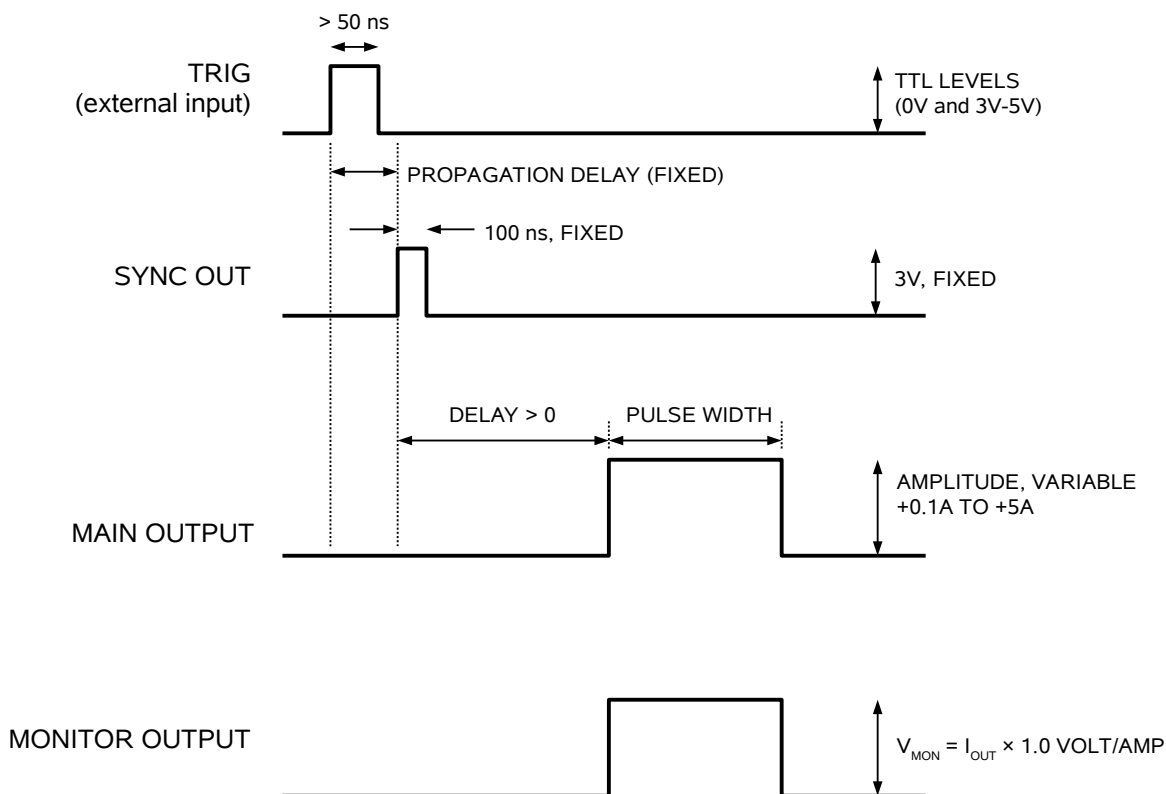 > 50 ns
TRIG
(external input)
TTL LEVELS
(0V and 3V-5V)
PROPAGATION DELAY (FIXED)
100 ns, FIXED
SYNC OUT
3V, FIXED
DELAY > 0
PULSE WIDTH
AMPLITUDE, VARIABLE
+0.1A TO +5A
MAIN OUTPUT
MONITOR OUTPUT
VMON = IOUT × 1.0 VOLT/AMP